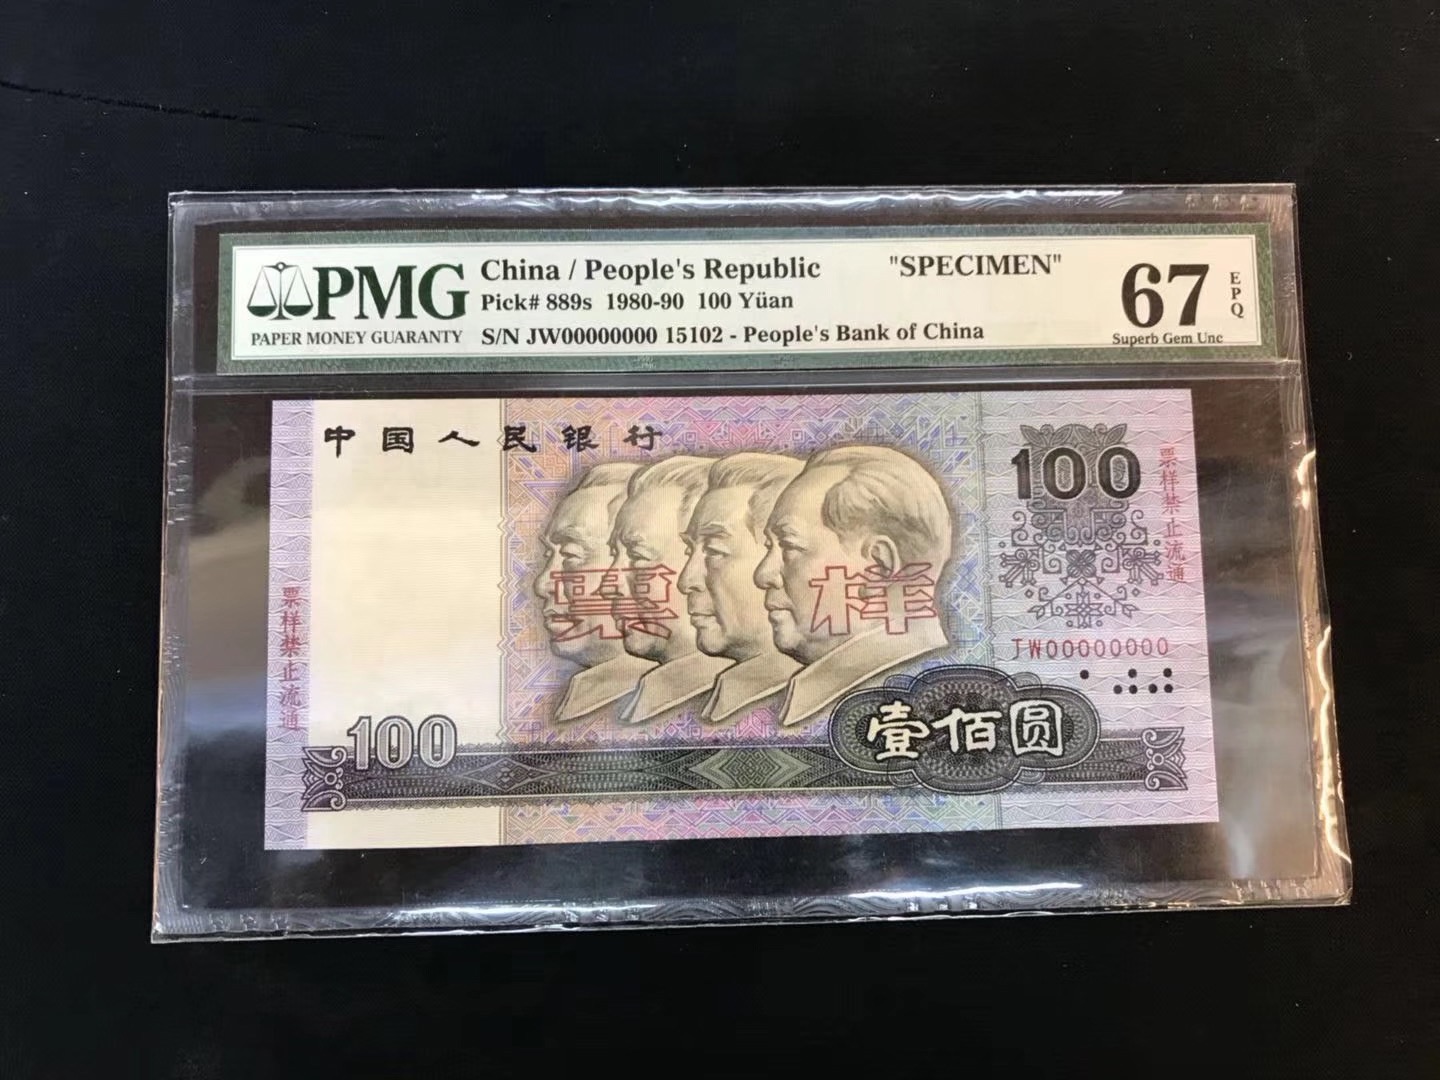 PMG
PAPER MONEY GUARANTY
China / People's Republic
"SPECIMEN"
Pick# 889s 1980-90 100 Yüan
S/N JW00000000 15102 - People's Bank of China
67
EPQ
Superb Gem Unc
中国人民银行
100
票样禁止流通
票样
票样禁止流通
JW00000000
100
壹佰圆